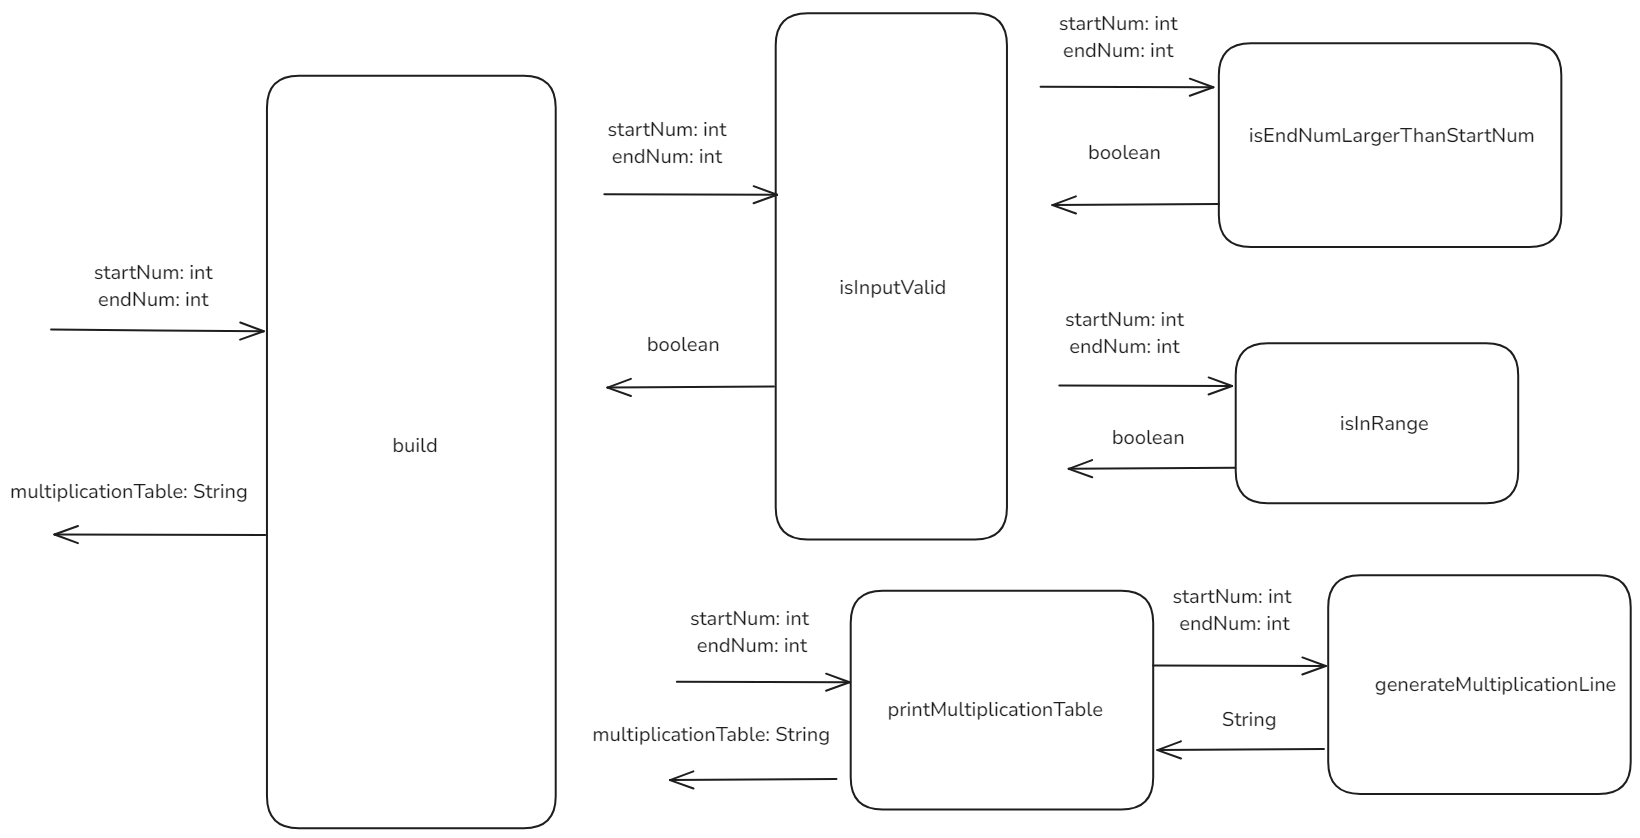 startNum: int
endNum: int
multiplicationTable: String
build
startNum: int
endNum: int
boolean
isInputValid
startNum: int
endNum: int
boolean
isEndNumLargerThanStartNum
startNum: int
endNum: int
boolean
isInRange
startNum: int
endNum: int
multiplicationTable: String
printMultiplicationTable
startNum: int
endNum: int
String
generateMultiplicationLine